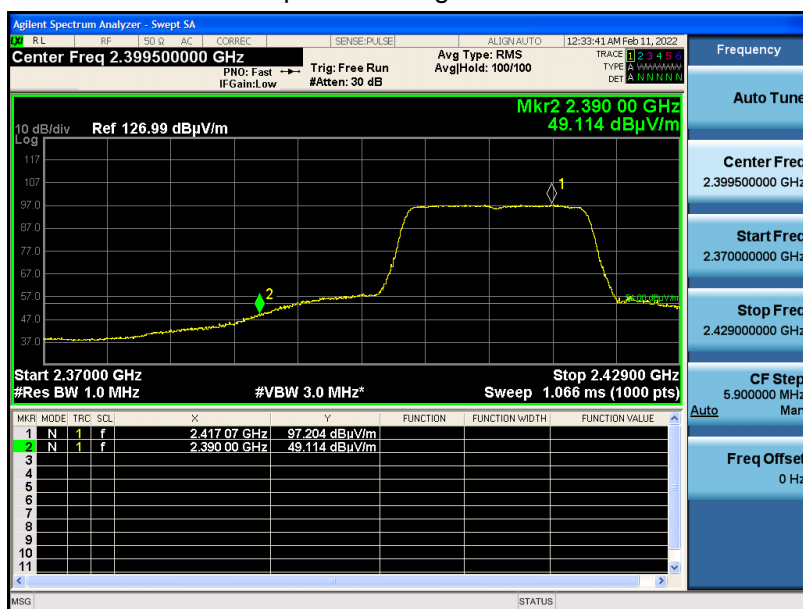 Agilent Spectrum Analyzer - Swept SA
LXI RL RF 50 Ω AC CORREC SENSE:PULSE ALIGN AUTO 12:33:41 AM Feb 11, 2022
Center Freq 2.399500000 GHz
PNO: Fast
IFGain:Low
Trig: Free Run
#Atten: 30 dB
Avg Type: RMS
Avg|Hold: 100/100
TRACE 1 2 3 4 5 6
TYPE A WWWWW
DET A N N N N N
Mkr2 2.390 00 GHz
49.114 dBµV/m
10 dB/div Ref 126.99 dBµV/m
Log
117
107
97.0
87.0
77.0
67.0
57.0
47.0
37.0
1
2
Start 2.37000 GHz Stop 2.42900 GHz
#Res BW 1.0 MHz #VBW 3.0 MHz* Sweep 1.066 ms (1000 pts)
MKR MODE TRC SCL X Y FUNCTION FUNCTION WIDTH FUNCTION VALUE
1 N 1 f 2.417 07 GHz 97.204 dBµV/m
2 N 1 f 2.390 00 GHz 49.114 dBµV/m
3
4
5
6
7
8
9
10
11
MSG STATUS
Frequency
Auto Tune
Center Freq
2.399500000 GHz
Start Freq
2.370000000 GHz
Stop Freq
2.429000000 GHz
CF Step
5.900000 MHz
Auto Man
Freq Offset
0 Hz